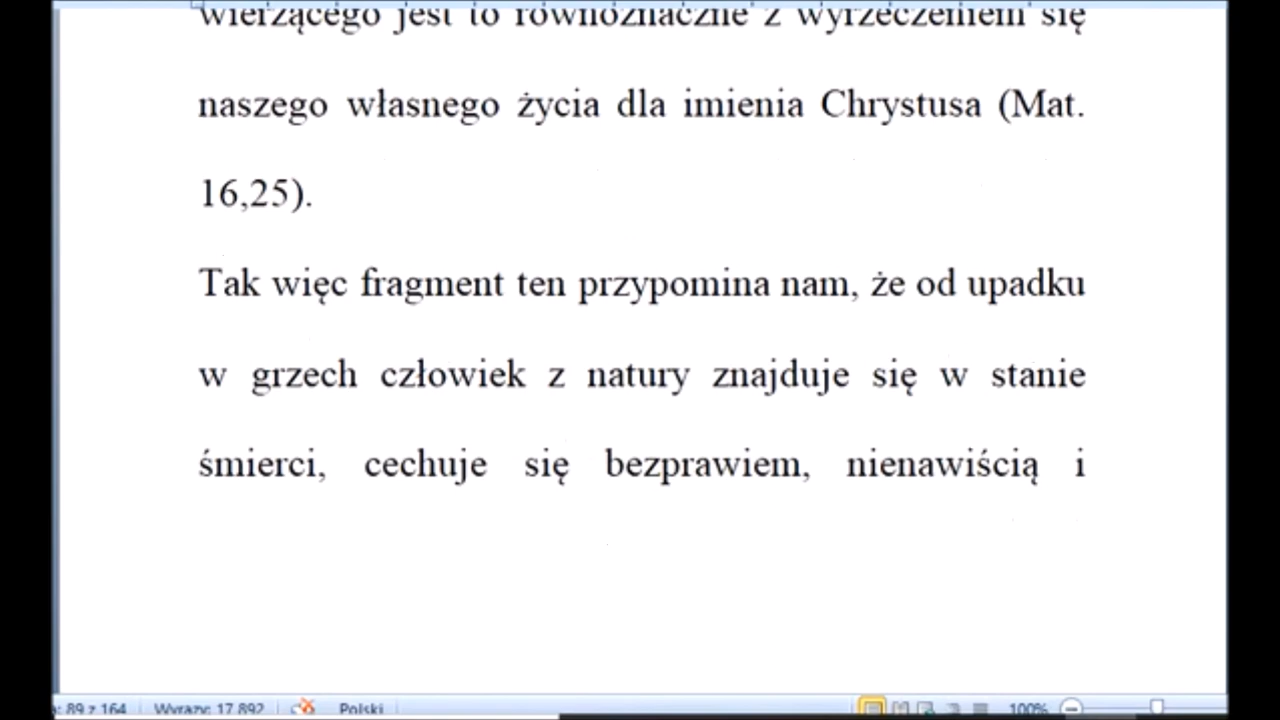 wierzącego jest to równoznaczne z wyrzeczeniem się
naszego własnego życia dla imienia Chrystusa (Mat.
16,25).
Tak więc fragment ten przypomina nam, że od upadku
w grzech człowiek z natury znajduje się w stanie
śmierci, cechuje się bezprawiem, nienawiścią i
: 89 z 164 Wyrazy: 17 892 Polski 100%